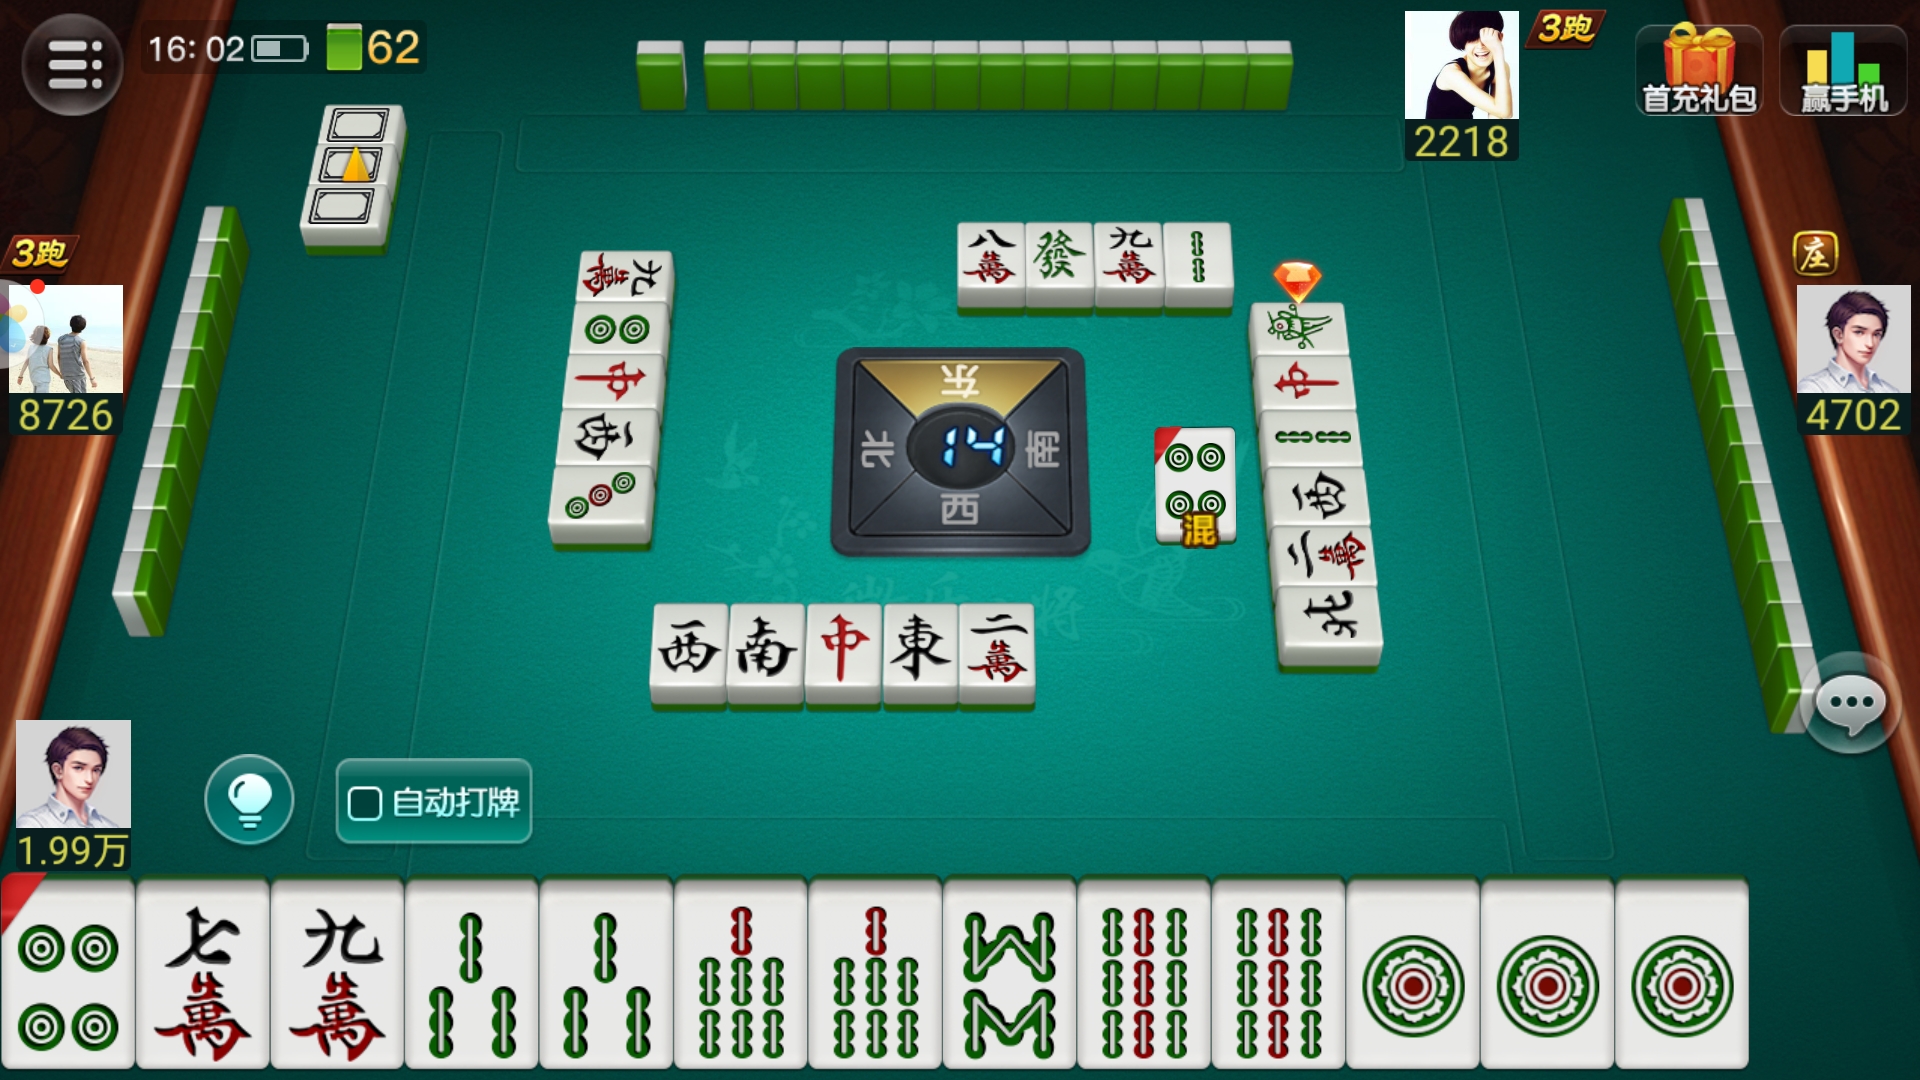 16:02
62
3跑
2218
首充礼包
赢手机
3跑
8726
庄
4702
八萬
發
九萬
九萬
中
西
东
北
14
南
西
混
中
西
二萬
北
西
南
中
東
二萬
1.99万
自动打牌
七萬
九萬